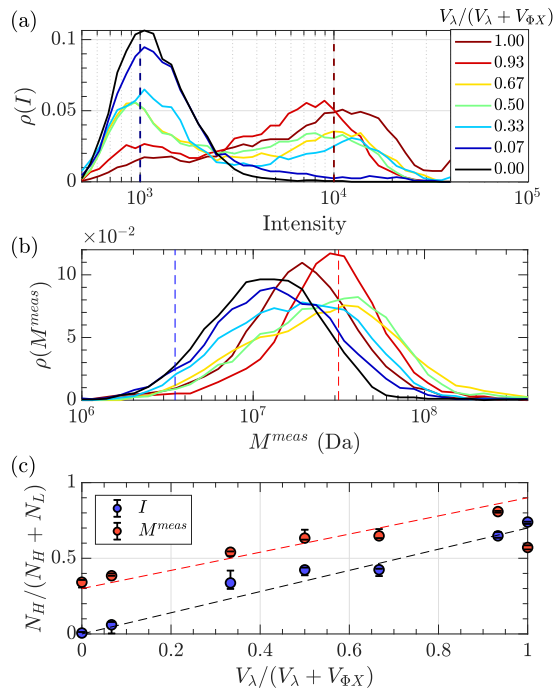 (a)
V_λ/(V_λ + V_ΦX)
1.00
0.93
0.67
0.50
0.33
0.07
0.00
ρ(I)
0.1
0.05
0
10^3
10^4
10^5
Intensity
(b)
×10^-2
ρ(M^meas)
10
5
0
10^6
10^7
10^8
M^meas (Da)
(c)
N_H/(N_H + N_L)
I
M^meas
1
0.5
0
0
0.2
0.4
0.6
0.8
1
V_λ/(V_λ + V_ΦX)